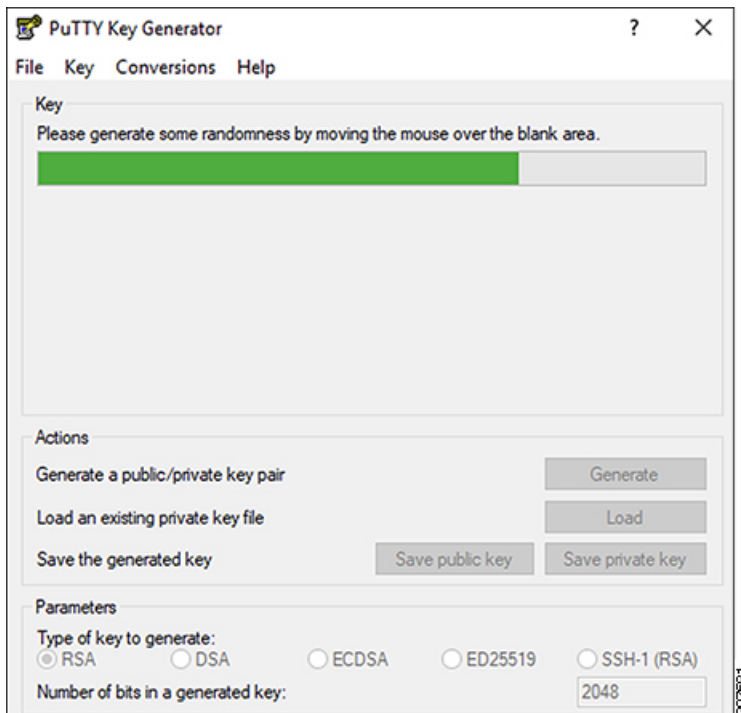 PuTTY Key Generator ? ×
File Key Conversions Help
Key
Please generate some randomness by moving the mouse over the blank area.
Actions
Generate a public/private key pair Generate
Load an existing private key file Load
Save the generated key Save public key Save private key
Parameters
Type of key to generate:
RSA DSA ECDSA ED25519 SSH-1 (RSA)
Number of bits in a generated key: 2048